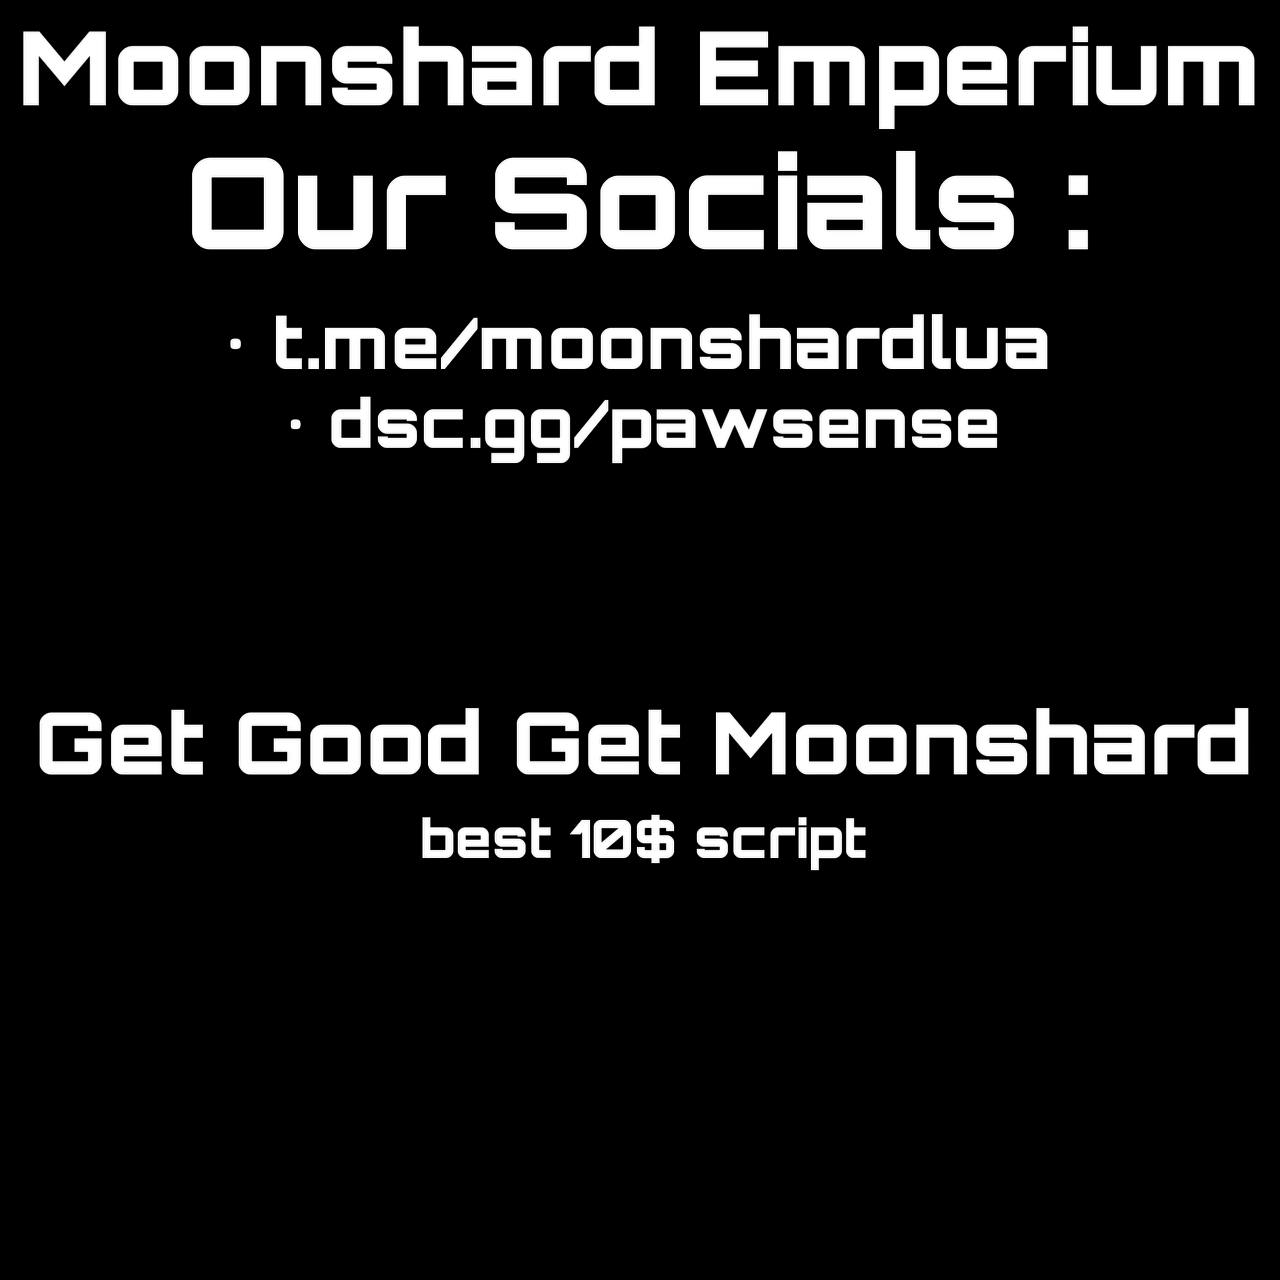 Moonshard Emperium
Our Socials :
· t.me/moonshardlua
· dsc.gg/pawsense
Get Good Get Moonshard
best 10$ script